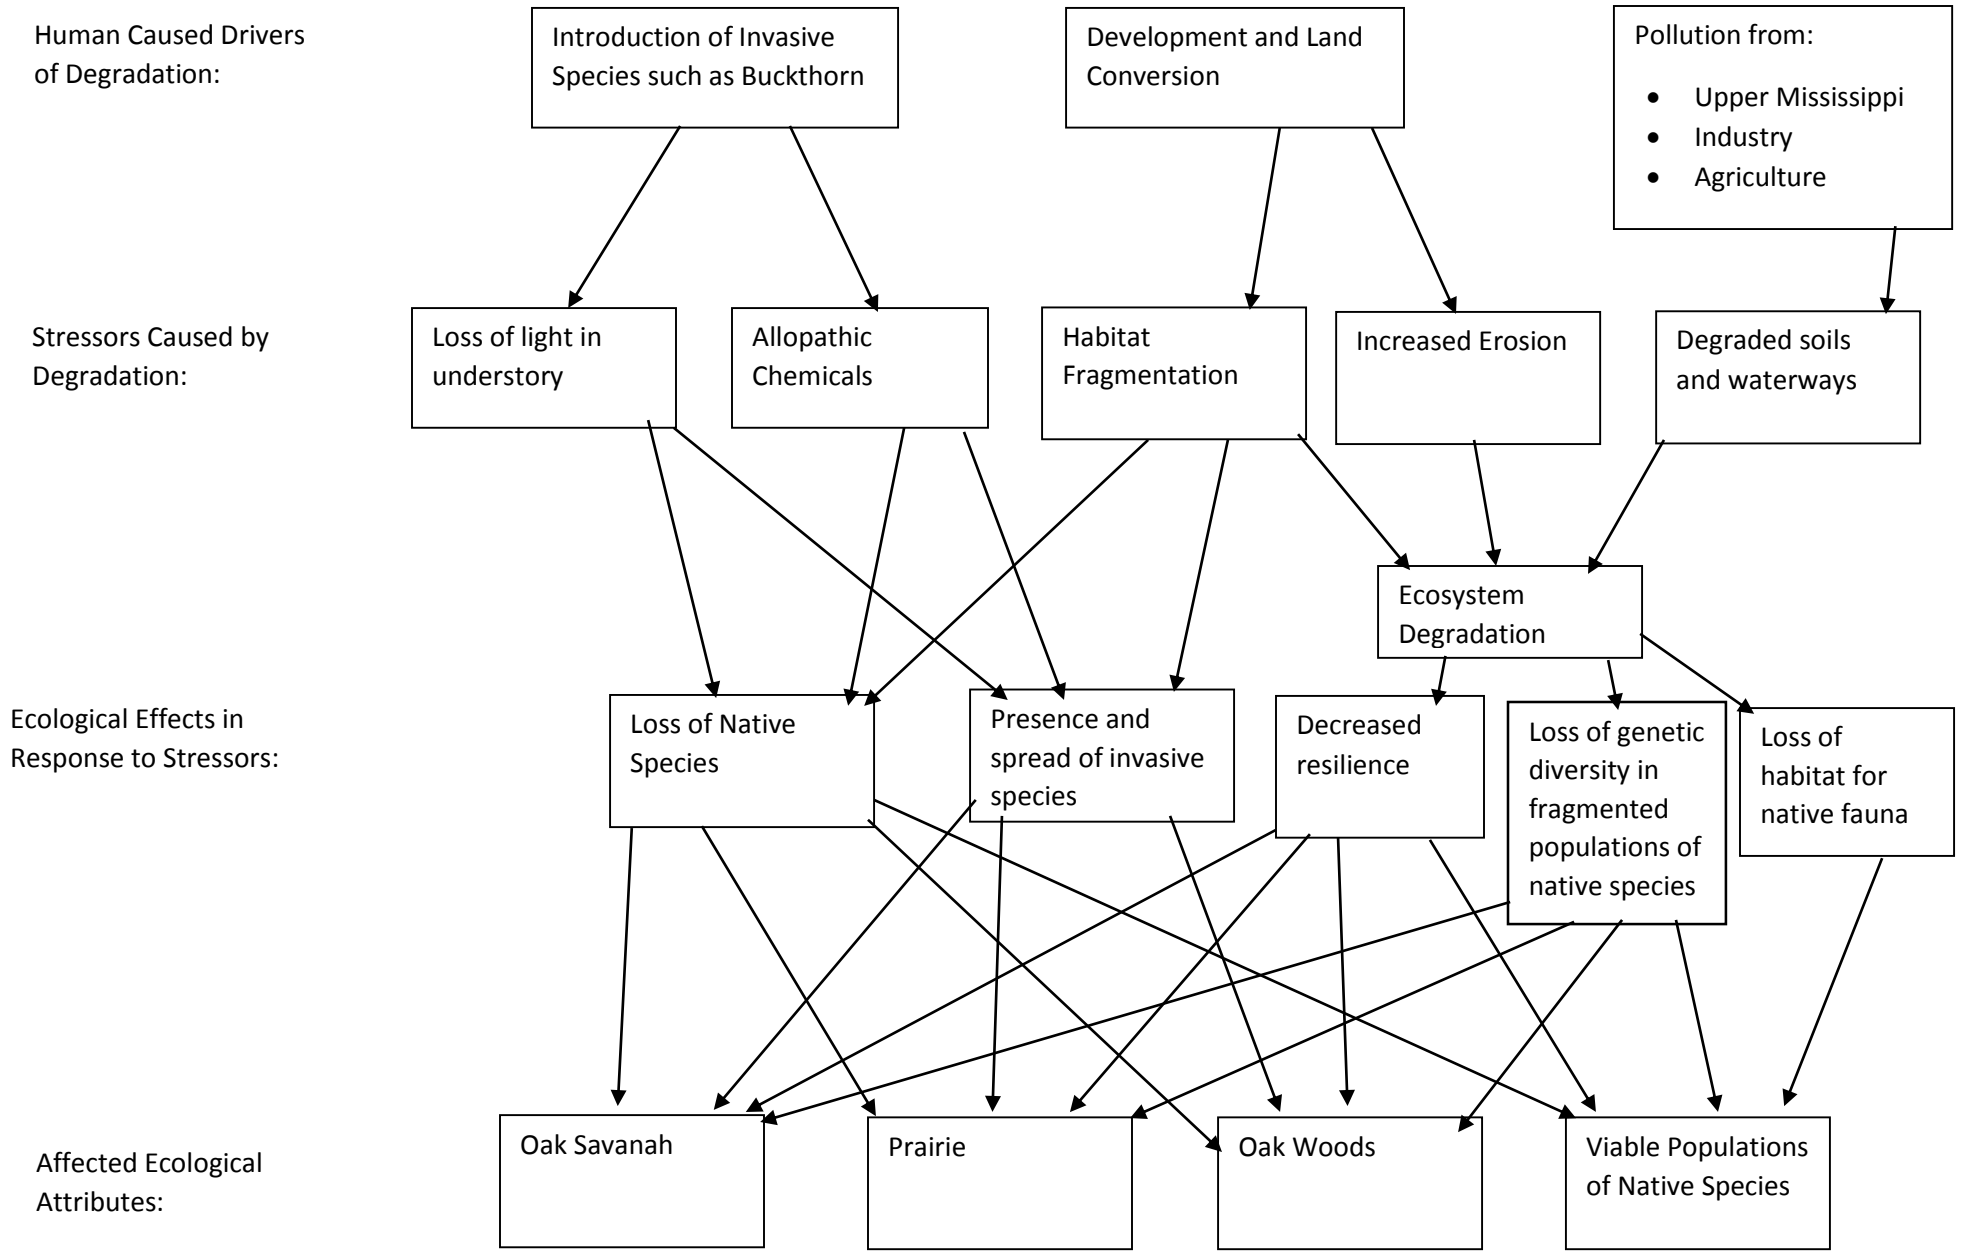 Human Caused Drivers
of Degradation:
Introduction of Invasive
Species such as Buckthorn
Development and Land
Conversion
Pollution from:
• Upper Mississippi
• Industry
• Agriculture
Stressors Caused by
Degradation:
Loss of light in
understory
Allopathic
Chemicals
Habitat
Fragmentation
Increased Erosion
Degraded soils
and waterways
Ecosystem
Degradation
Ecological Effects in
Response to Stressors:
Loss of Native
Species
Presence and
spread of invasive
species
Decreased
resilience
Loss of genetic
diversity in
fragmented
populations of
native species
Loss of
habitat for
native fauna
Affected Ecological
Attributes:
Oak Savanah
Prairie
Oak Woods
Viable Populations
of Native Species